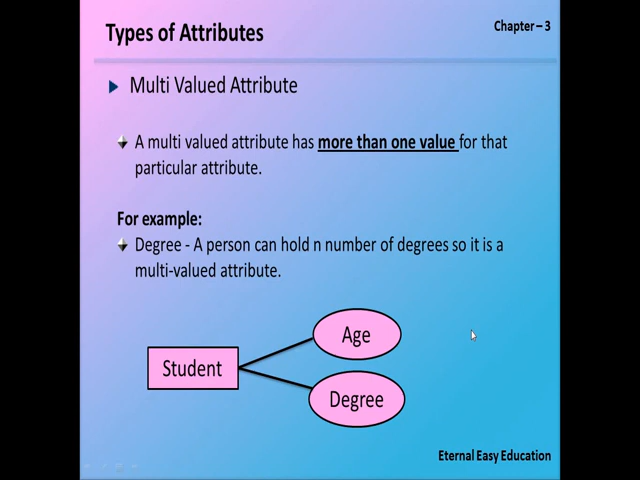 Types of Attributes
Chapter – 3
Multi Valued Attribute
A multi valued attribute has more than one value for that
particular attribute.
For example:
Degree - A person can hold n number of degrees so it is a
multi-valued attribute.
Age
Student
Degree
Eternal Easy Education